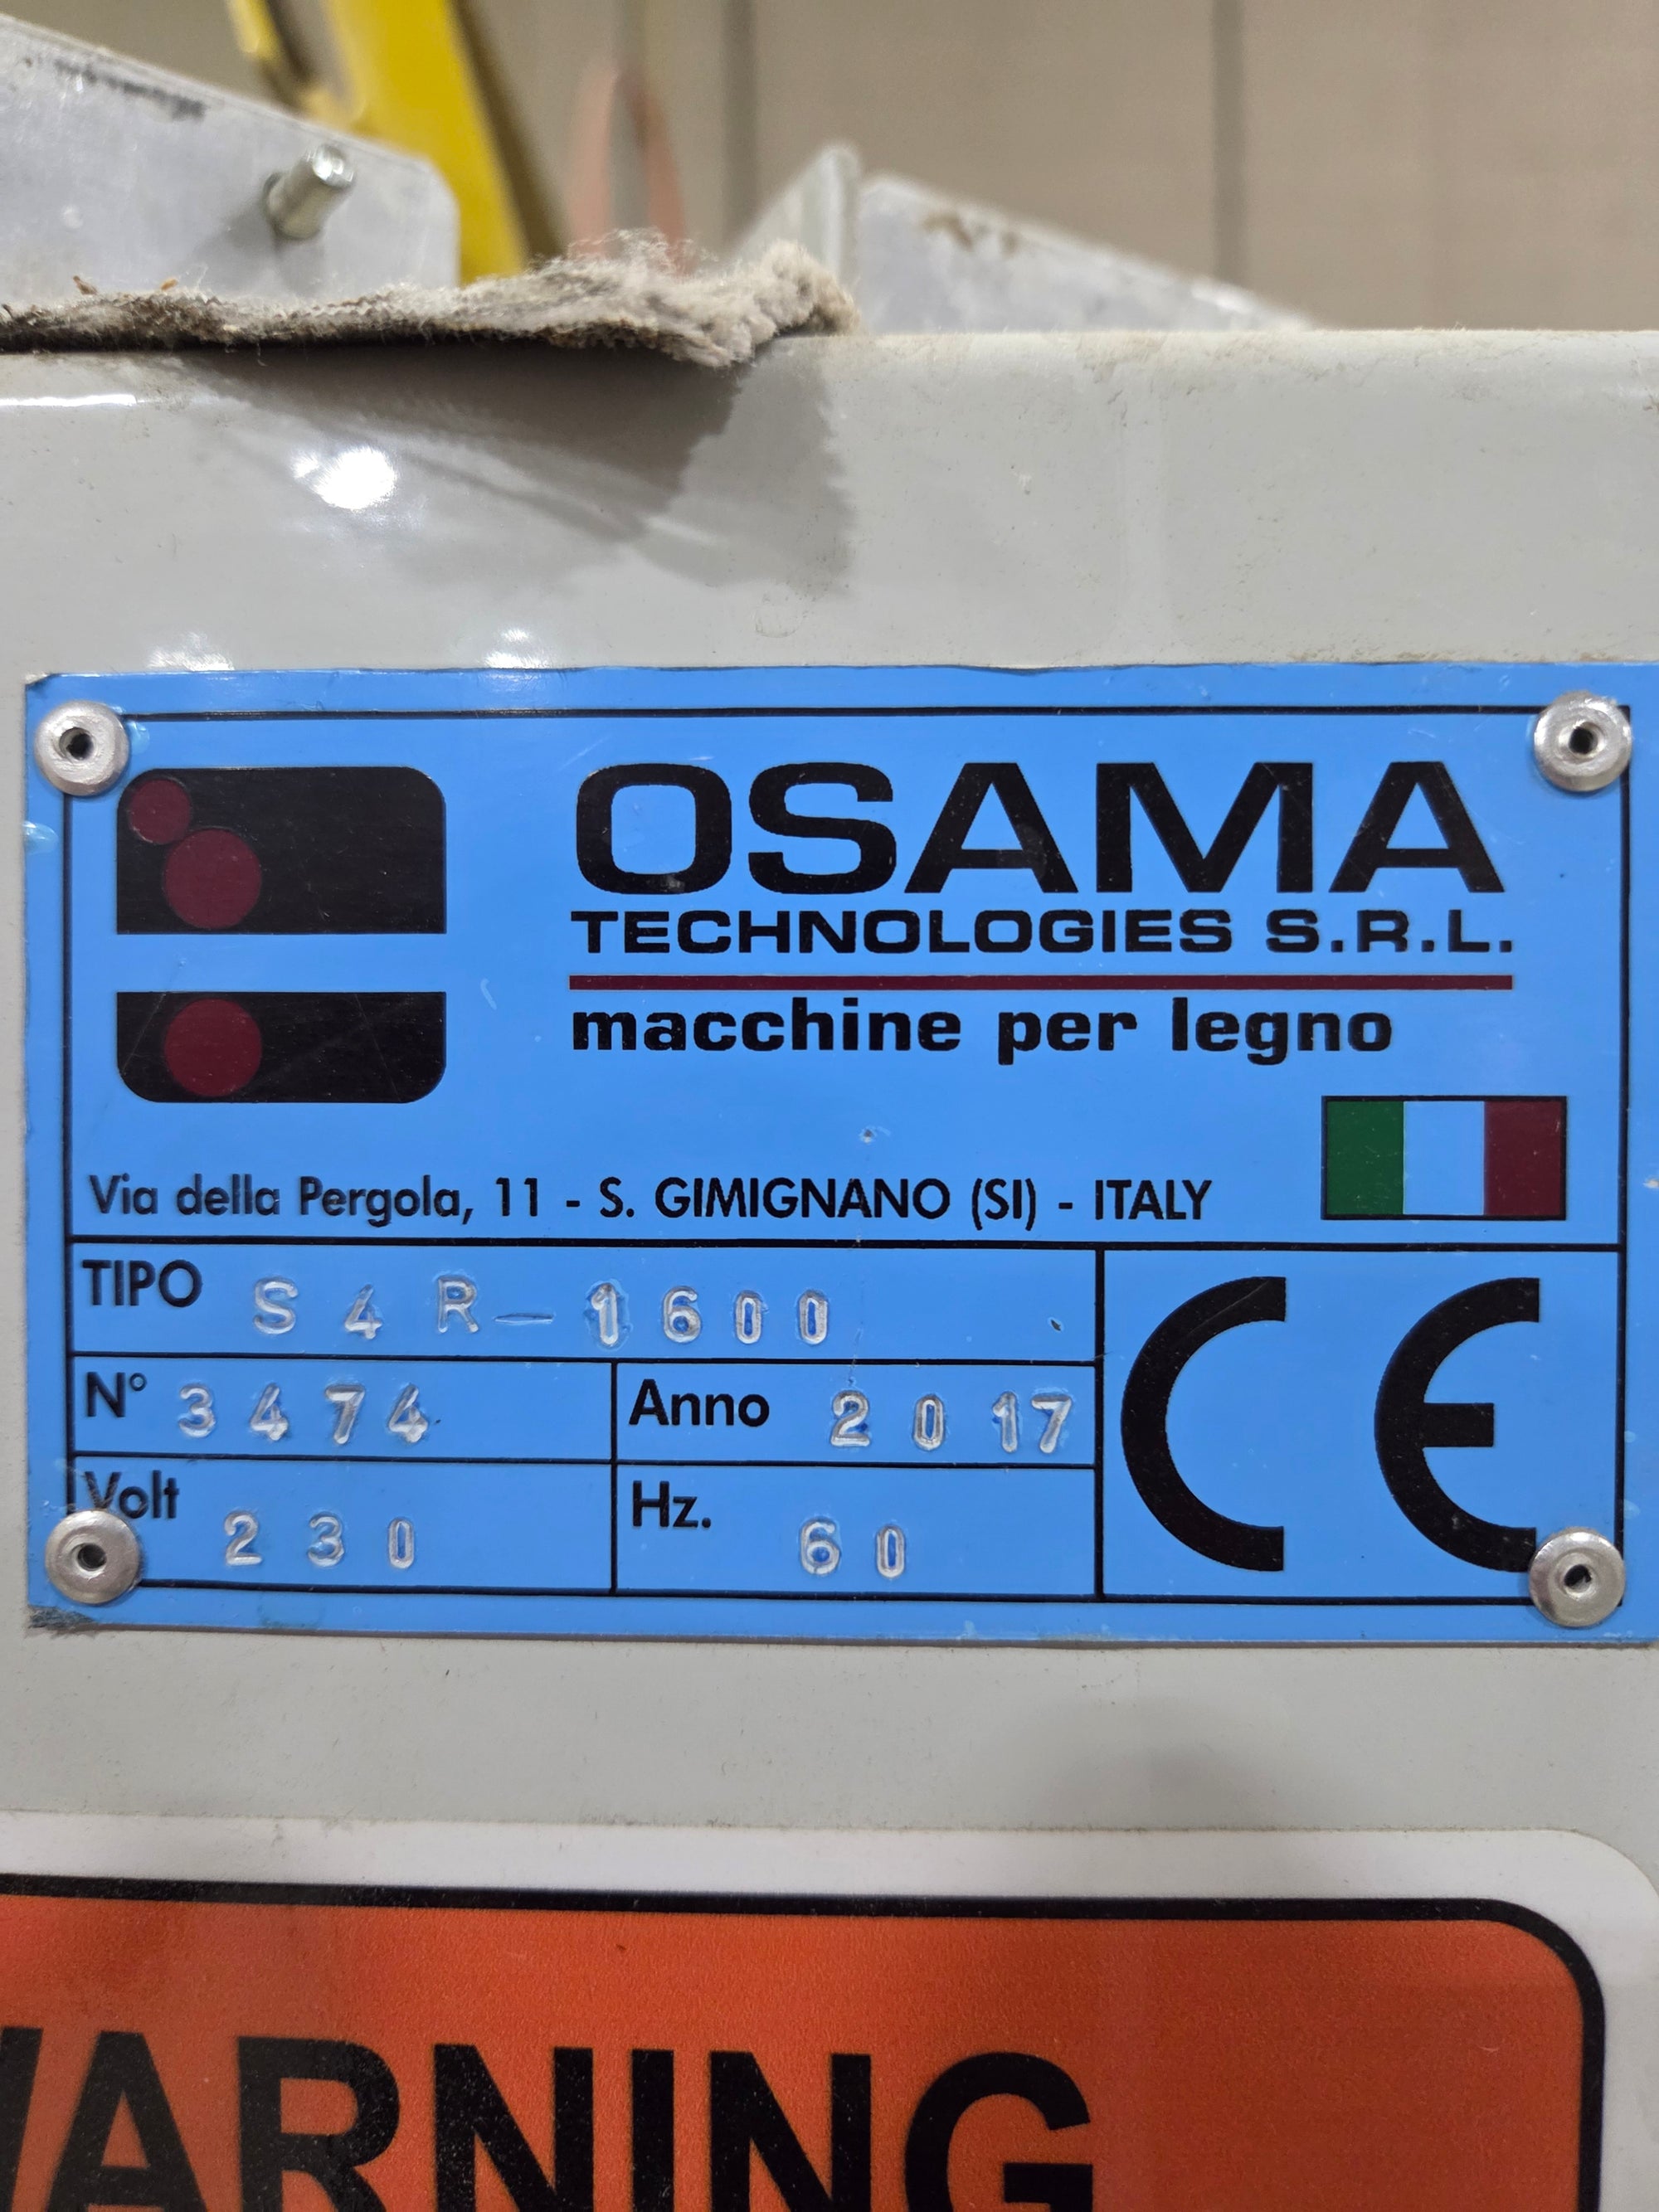 OSAMA
TECHNOLOGIES S.R.L.
macchine per legno
Via della Pergola, 11 - S. GIMIGNANO (SI) - ITALY
TIPO S4R-1600
N° 3474 Anno 2017
Volt 230 Hz. 60
CE
WARNING